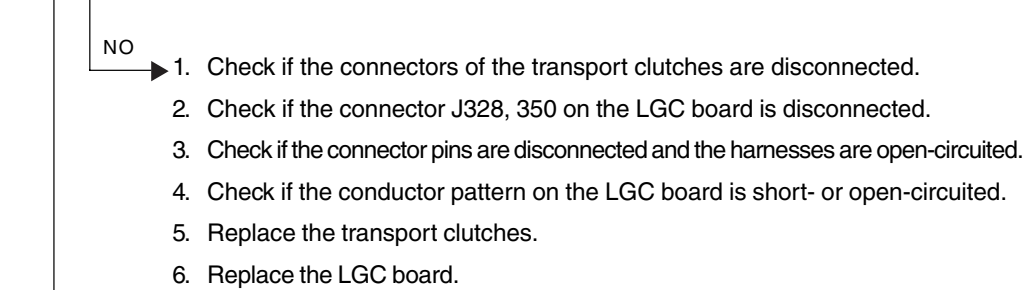 NO
1. Check if the connectors of the transport clutches are disconnected.
2. Check if the connector J328, 350 on the LGC board is disconnected.
3. Check if the connector pins are disconnected and the harnesses are open-circuited.
4. Check if the conductor pattern on the LGC board is short- or open-circuited.
5. Replace the transport clutches.
6. Replace the LGC board.